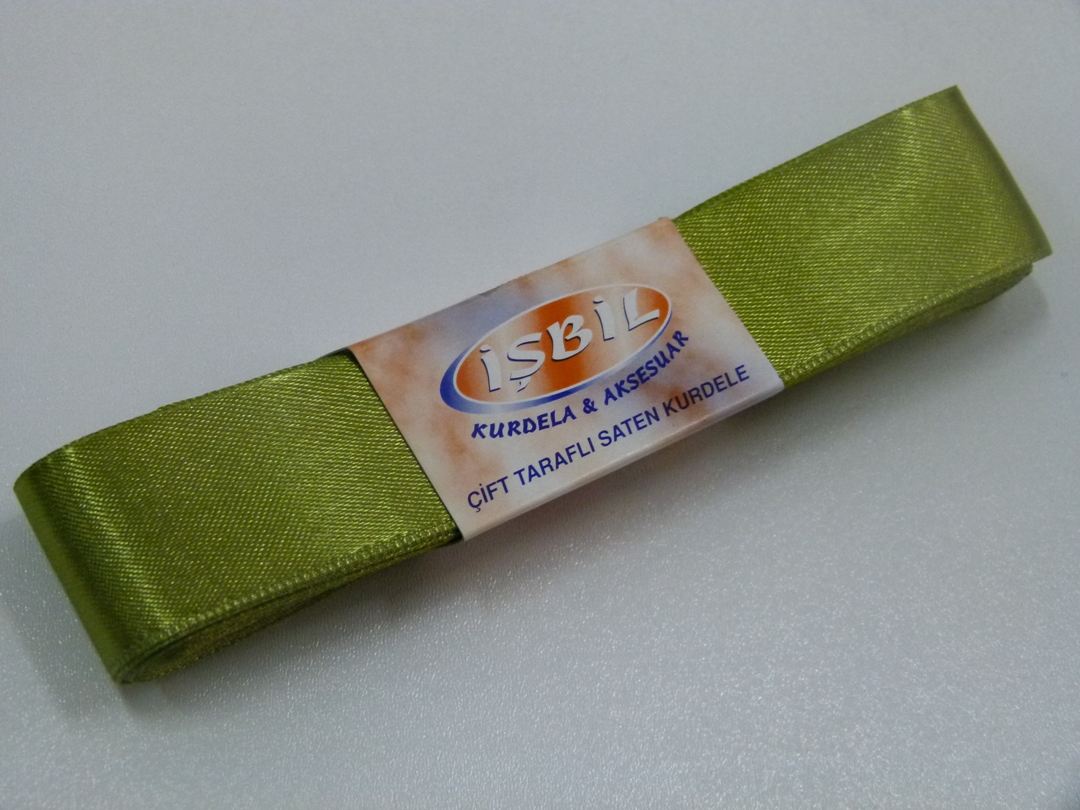 İŞBİL
KURDELA & AKSESUAR
ÇİFT TARAFLI SATEN KURDELE